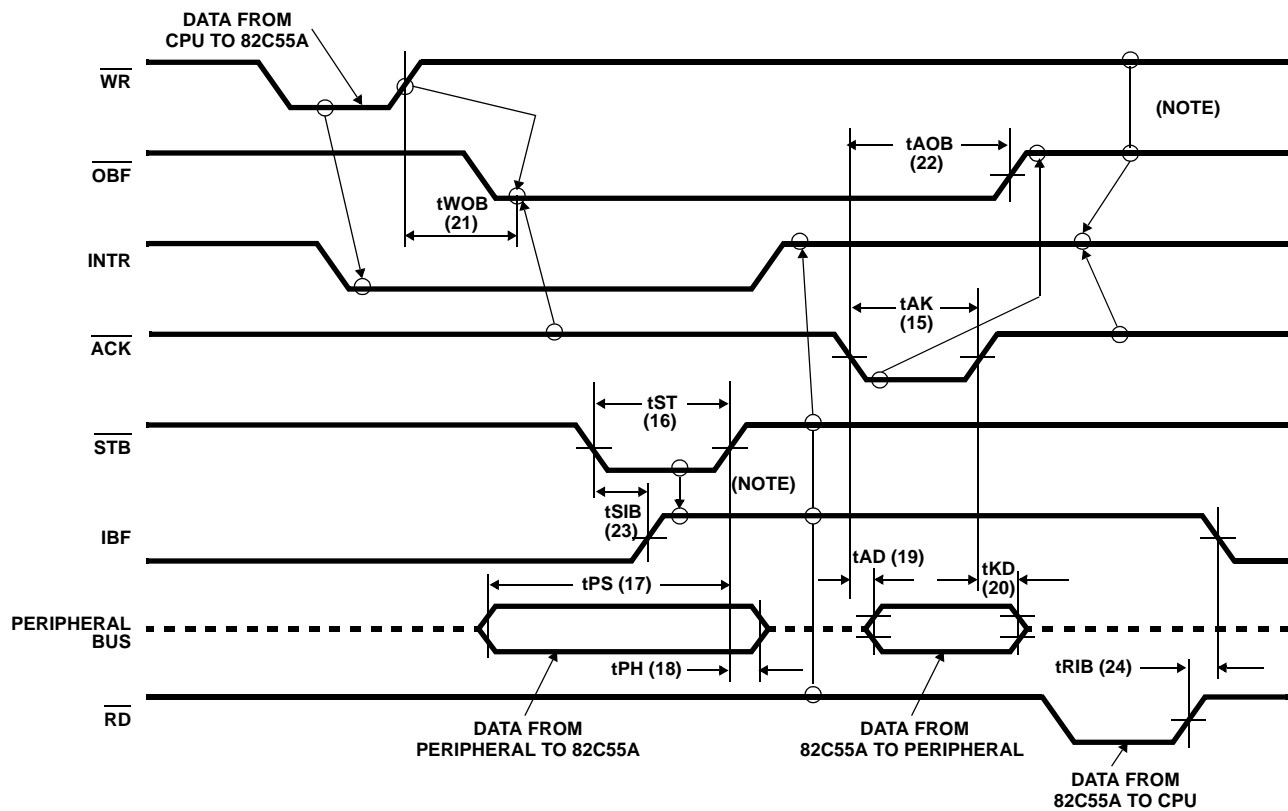 DATA FROM
CPU TO 82C55A
WR
(NOTE)
tAOB
(22)
OBF
tWOB
(21)
INTR
tAK
(15)
ACK
tST
(16)
STB
(NOTE)
tSIB
(23)
IBF
tAD (19)
tKD
(20)
tPS (17)
PERIPHERAL
BUS
tPH (18)
tRIB (24)
RD
DATA FROM
PERIPHERAL TO 82C55A
DATA FROM
82C55A TO PERIPHERAL
DATA FROM
82C55A TO CPU